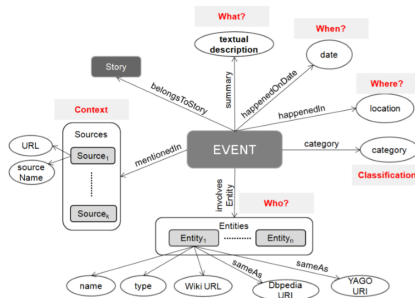 What?
When?
textual
description
date
Story
Where?
belongsToStory
summary
happenedOnDate
happenedIn
location
Context
Sources
URL
Source1
source
Name
mentionedIn
EVENT
category
category
Classification
Sourcek
involves
Entity
Who?
Entities
Entity1
Entityn
sameAs
sameAs
name
type
Wiki URL
Dbpedia
URI
YAGO
URI